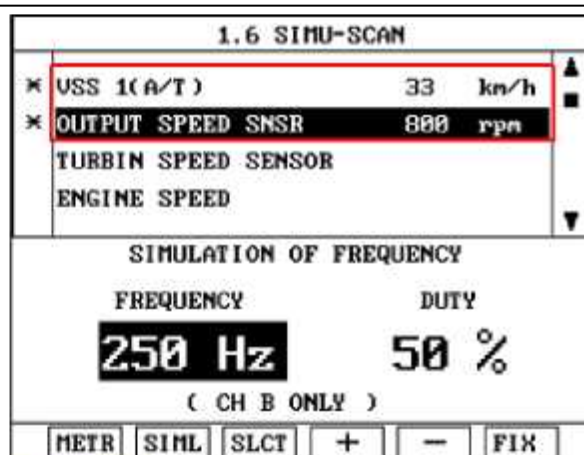 1.6 SIMU-SCAN
* VSS 1(A/T) 33 km/h
* OUTPUT SPEED SNSR 800 rpm
TURBIN SPEED SENSOR
ENGINE SPEED
SIMULATION OF FREQUENCY
FREQUENCY DUTY
250 Hz 50 %
( CH B ONLY )
METR SIML SLCT + - FIX